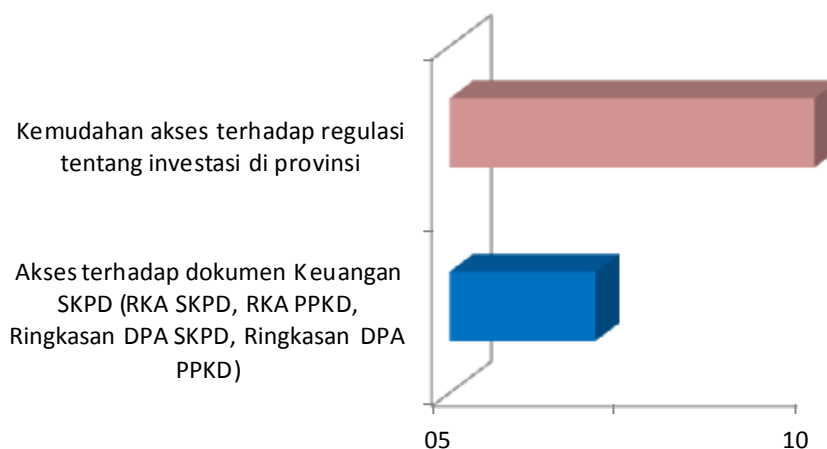 Kemudahan akses terhadap regulasi
tentang investasi di provinsi
Akses terhadap dokumen Keuangan
SKPD (RKA SKPD, RKA PPKD,
Ringkasan DPA SKPD, Ringkasan DPA
PPKD)
05 10